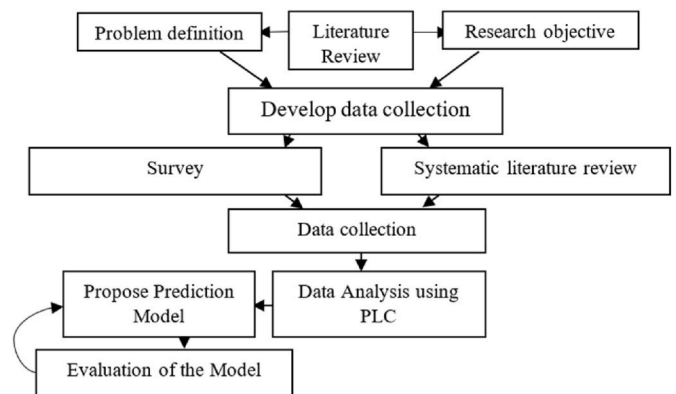 Problem definition
Literature
Review
Research objective
Develop data collection
Survey
Systematic literature review
Data collection
Propose Prediction
Model
Data Analysis using
PLC
Evaluation of the Model